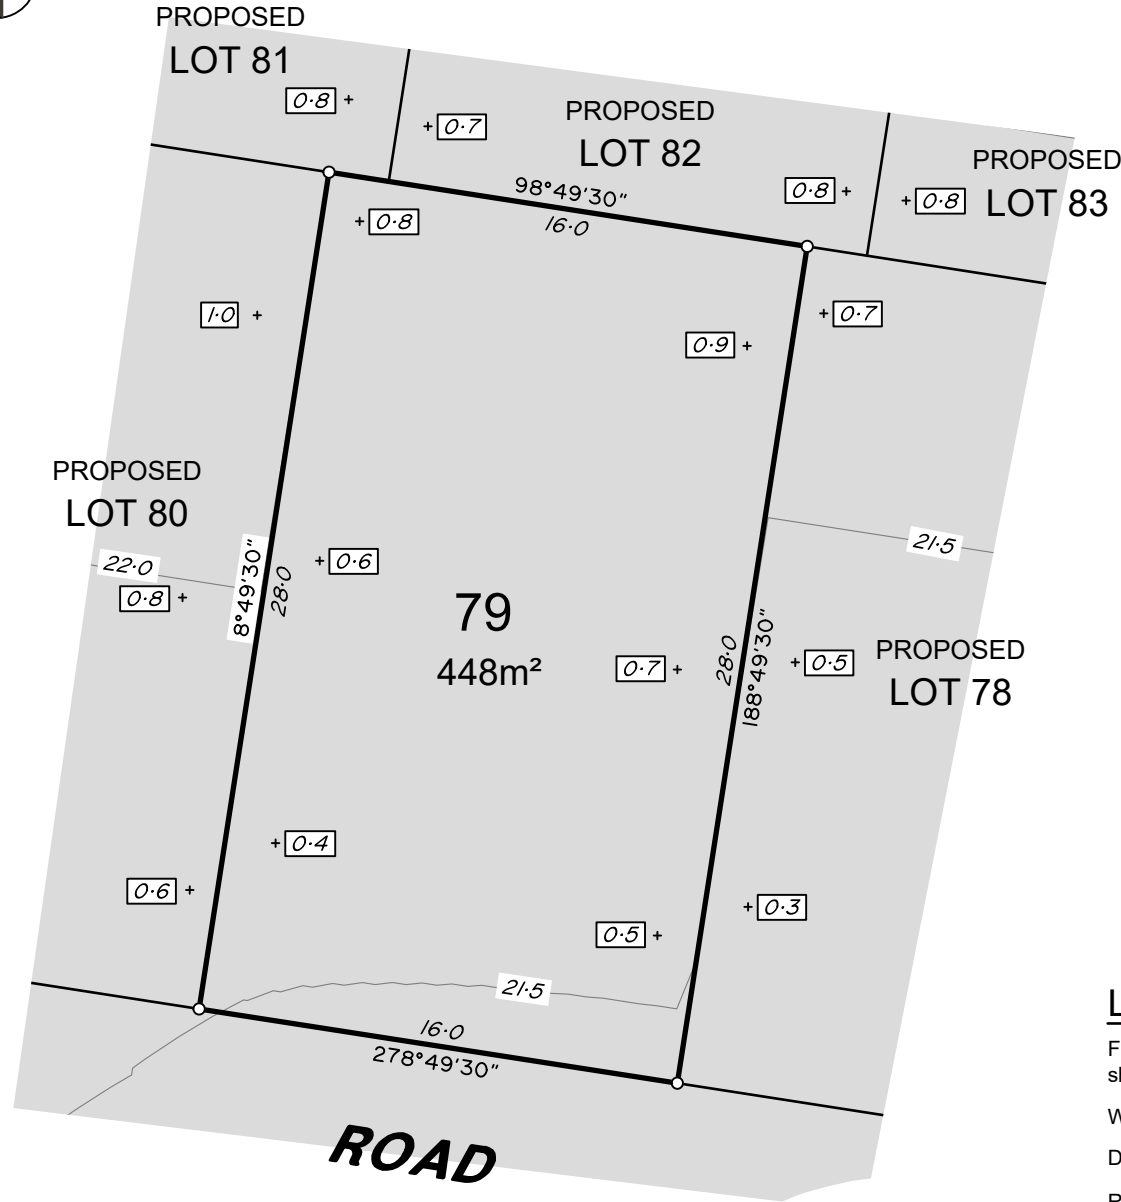 PROPOSED
LOT 81
0·8
0·7
PROPOSED
LOT 82
0·8
PROPOSED
LOT 83
0·8
98°49'30"
16·0
0·8
1·0
0·7
0·9
PROPOSED
LOT 80
22·0
0·8
8°49'30"
28·0
0·6
79
448m²
0·7
28·0
188°49'30"
0·5
21·5
PROPOSED
LOT 78
0·4
0·6
0·5
0·3
21·5
16·0
278°49'30"
ROAD
L
F
sl
W
D